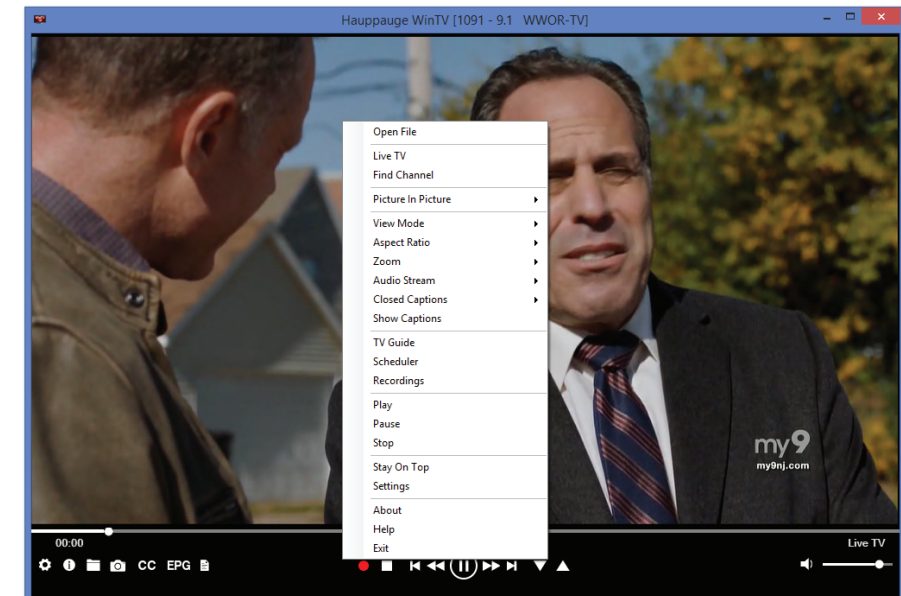 Hauppauge WinTV [1091 - 9.1 WWOR-TV]
Open File
Live TV
Find Channel
Picture In Picture
View Mode
Aspect Ratio
Zoom
Audio Stream
Closed Captions
Show Captions
TV Guide
Scheduler
Recordings
Play
Pause
Stop
Stay On Top
Settings
About
Help
Exit
my9
my9nj.com
00:00
Live TV
CC EPG